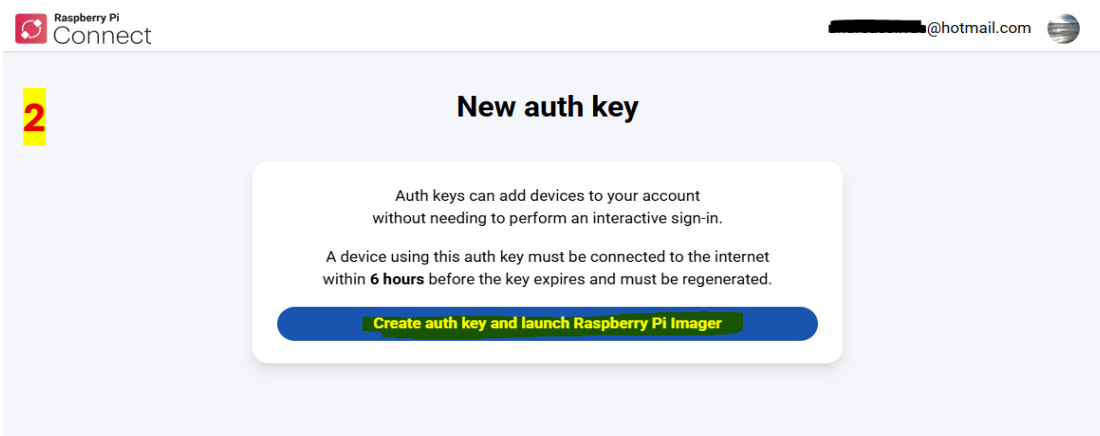 Raspberry Pi
Connect
@hotmail.com
2
New auth key
Auth keys can add devices to your account
without needing to perform an interactive sign-in.
A device using this auth key must be connected to the internet
within 6 hours before the key expires and must be regenerated.
Create auth key and launch Raspberry Pi Imager